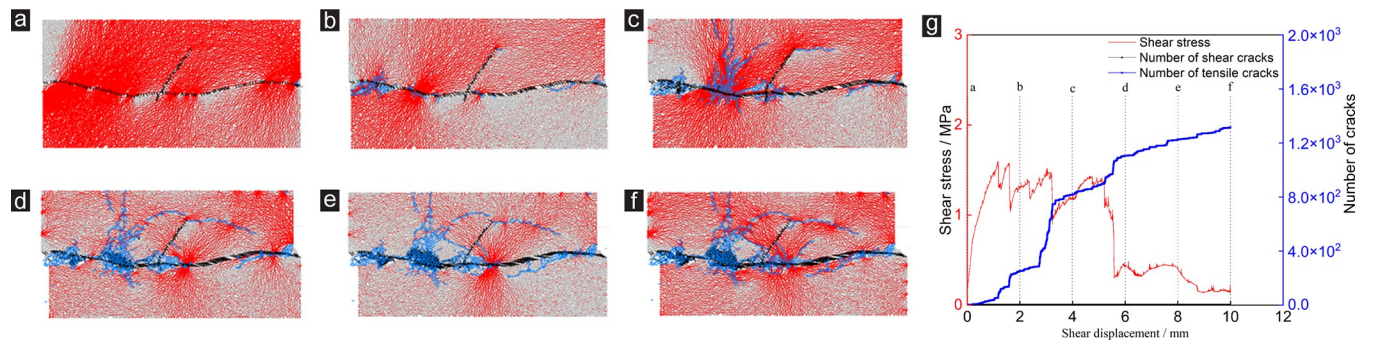 a
b
c
d
e
f
g
Shear stress
Number of shear cracks
Number of tensile cracks
a
b
c
d
e
f
3
2
1
0
Shear stress / MPa
2.0×10³
1.6×10³
1.2×10³
8.0×10²
4.0×10²
0.0
Number of cracks
0 2 4 6 8 10 12
Shear displacement / mm